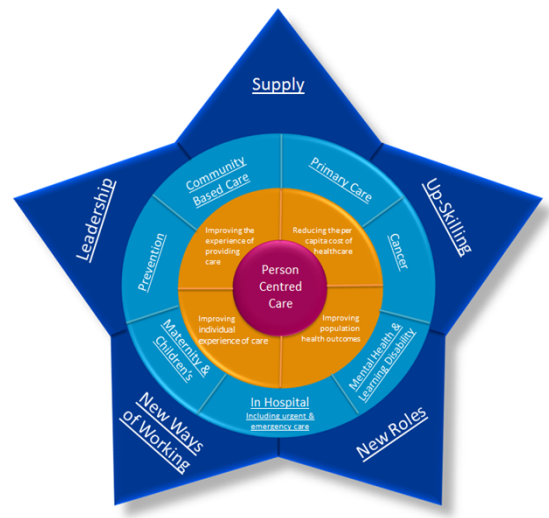 Supply
Leadership
Up-Skilling
New Ways
of Working
New Roles
Community
Based Care
Primary Care
Prevention
Cancer
Maternity &
Children's
Mental Health &
Learning Disability
In Hospital
Including urgent &
emergency care
Improving the
experience of
providing
care
Reducing the per
capita cost of
healthcare
Improving
individual
experience of care
Improving
population
health outcomes
Person
Centred
Care